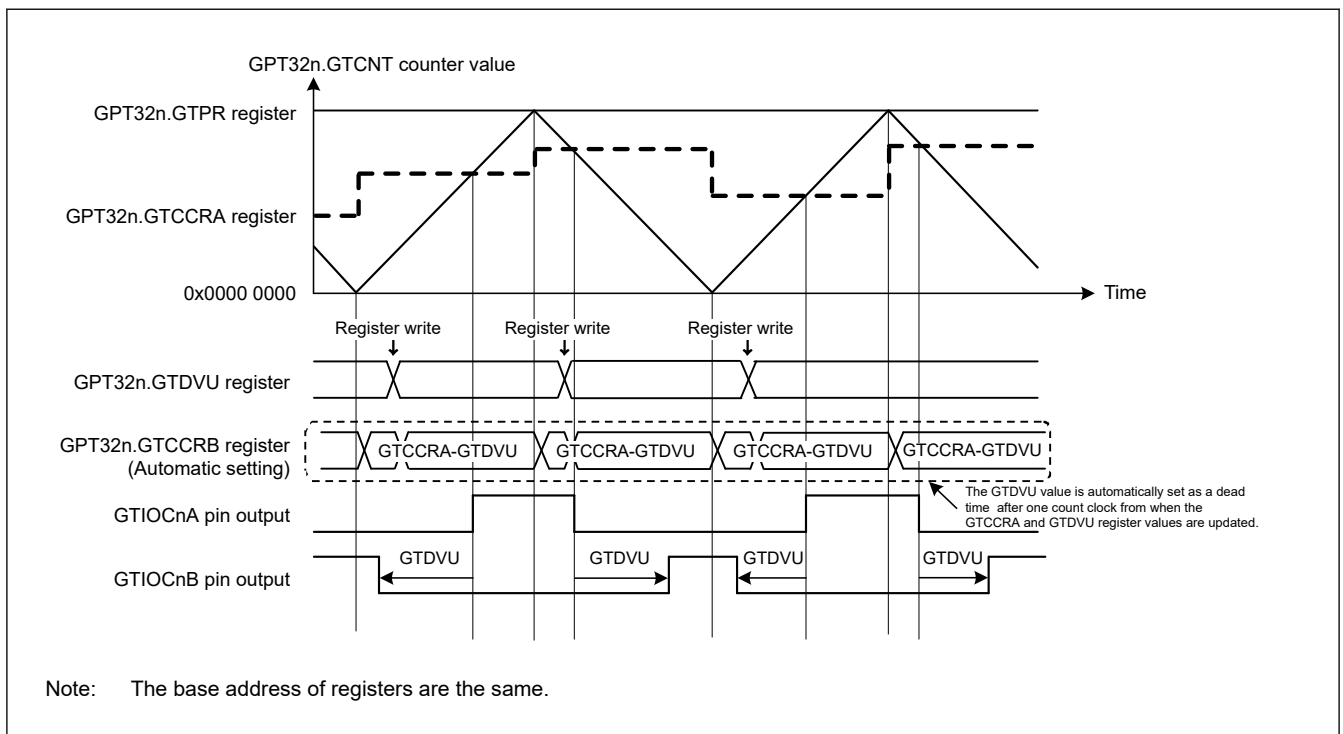 GPT32n.GTCNT counter value
GPT32n.GTPR register
GPT32n.GTCCRA register
0x0000 0000
Time
Register write
Register write
Register write
GPT32n.GTDVU register
GPT32n.GTCCRB register
(Automatic setting)
GTCCRA-GTDVU
GTCCRA-GTDVU
GTCCRA-GTDVU
GTCCRA-GTDVU
The GTDVU value is automatically set as a dead
time after one count clock from when the
GTCCRA and GTDVU register values are updated.
GTIOCnA pin output
GTDVU
GTDVU
GTDVU
GTDVU
GTIOCnB pin output
Note: The base address of registers are the same.